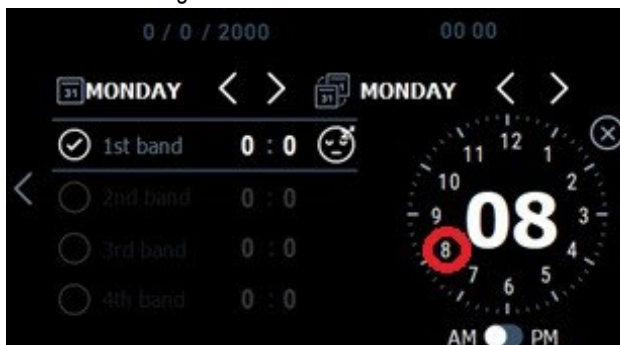 0 / 0 / 2000 00 00
31 MONDAY 31 MONDAY
1st band 0 : 0
2nd band 0 : 0
3rd band 0 : 0
4th band 0 : 0
12
11 1
10 2
9 08 3
8 4
7 5
6
AM PM